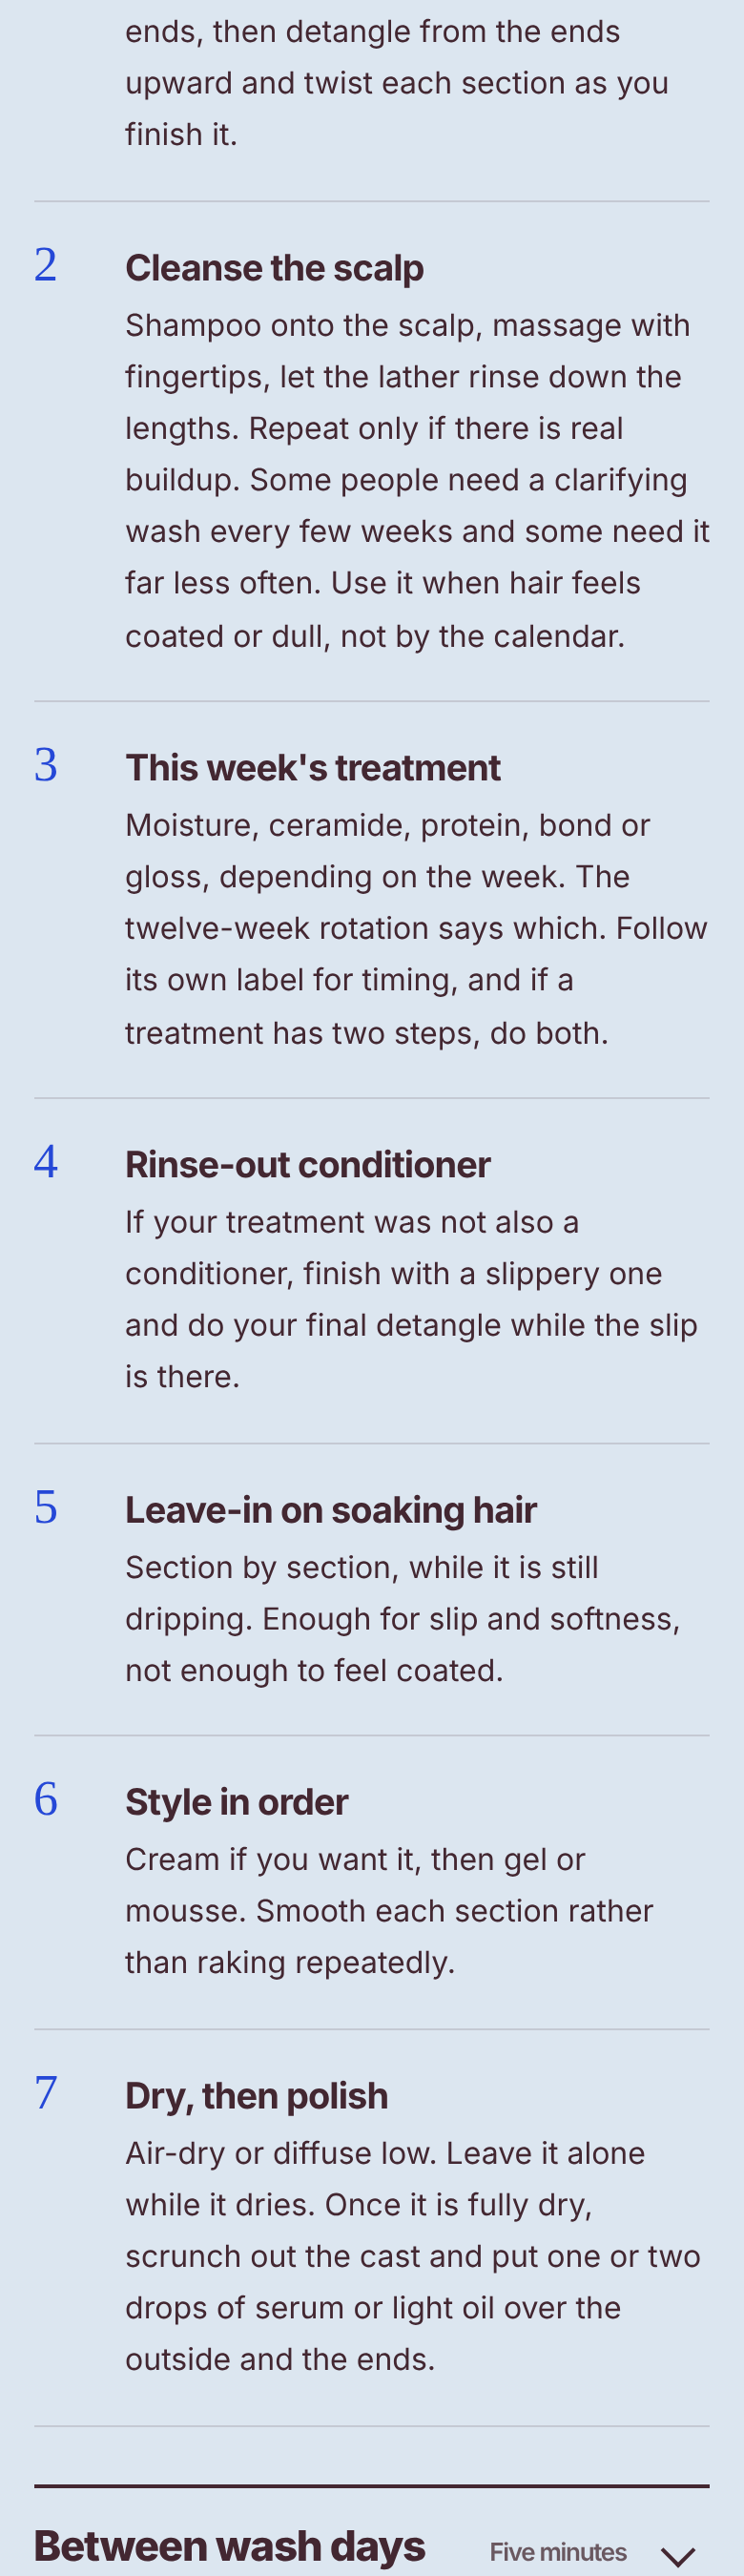 ends, then detangle from the ends
upward and twist each section as you
finish it.
2 Cleanse the scalp
Shampoo onto the scalp, massage with
fingertips, let the lather rinse down the
lengths. Repeat only if there is real
buildup. Some people need a clarifying
wash every few weeks and some need it
far less often. Use it when hair feels
coated or dull, not by the calendar.
3 This week's treatment
Moisture, ceramide, protein, bond or
gloss, depending on the week. The
twelve-week rotation says which. Follow
its own label for timing, and if a
treatment has two steps, do both.
4 Rinse-out conditioner
If your treatment was not also a
conditioner, finish with a slippery one
and do your final detangle while the slip
is there.
5 Leave-in on soaking hair
Section by section, while it is still
dripping. Enough for slip and softness,
not enough to feel coated.
6 Style in order
Cream if you want it, then gel or
mousse. Smooth each section rather
than raking repeatedly.
7 Dry, then polish
Air-dry or diffuse low. Leave it alone
while it dries. Once it is fully dry,
scrunch out the cast and put one or two
drops of serum or light oil over the
outside and the ends.
Between wash days Five minutes